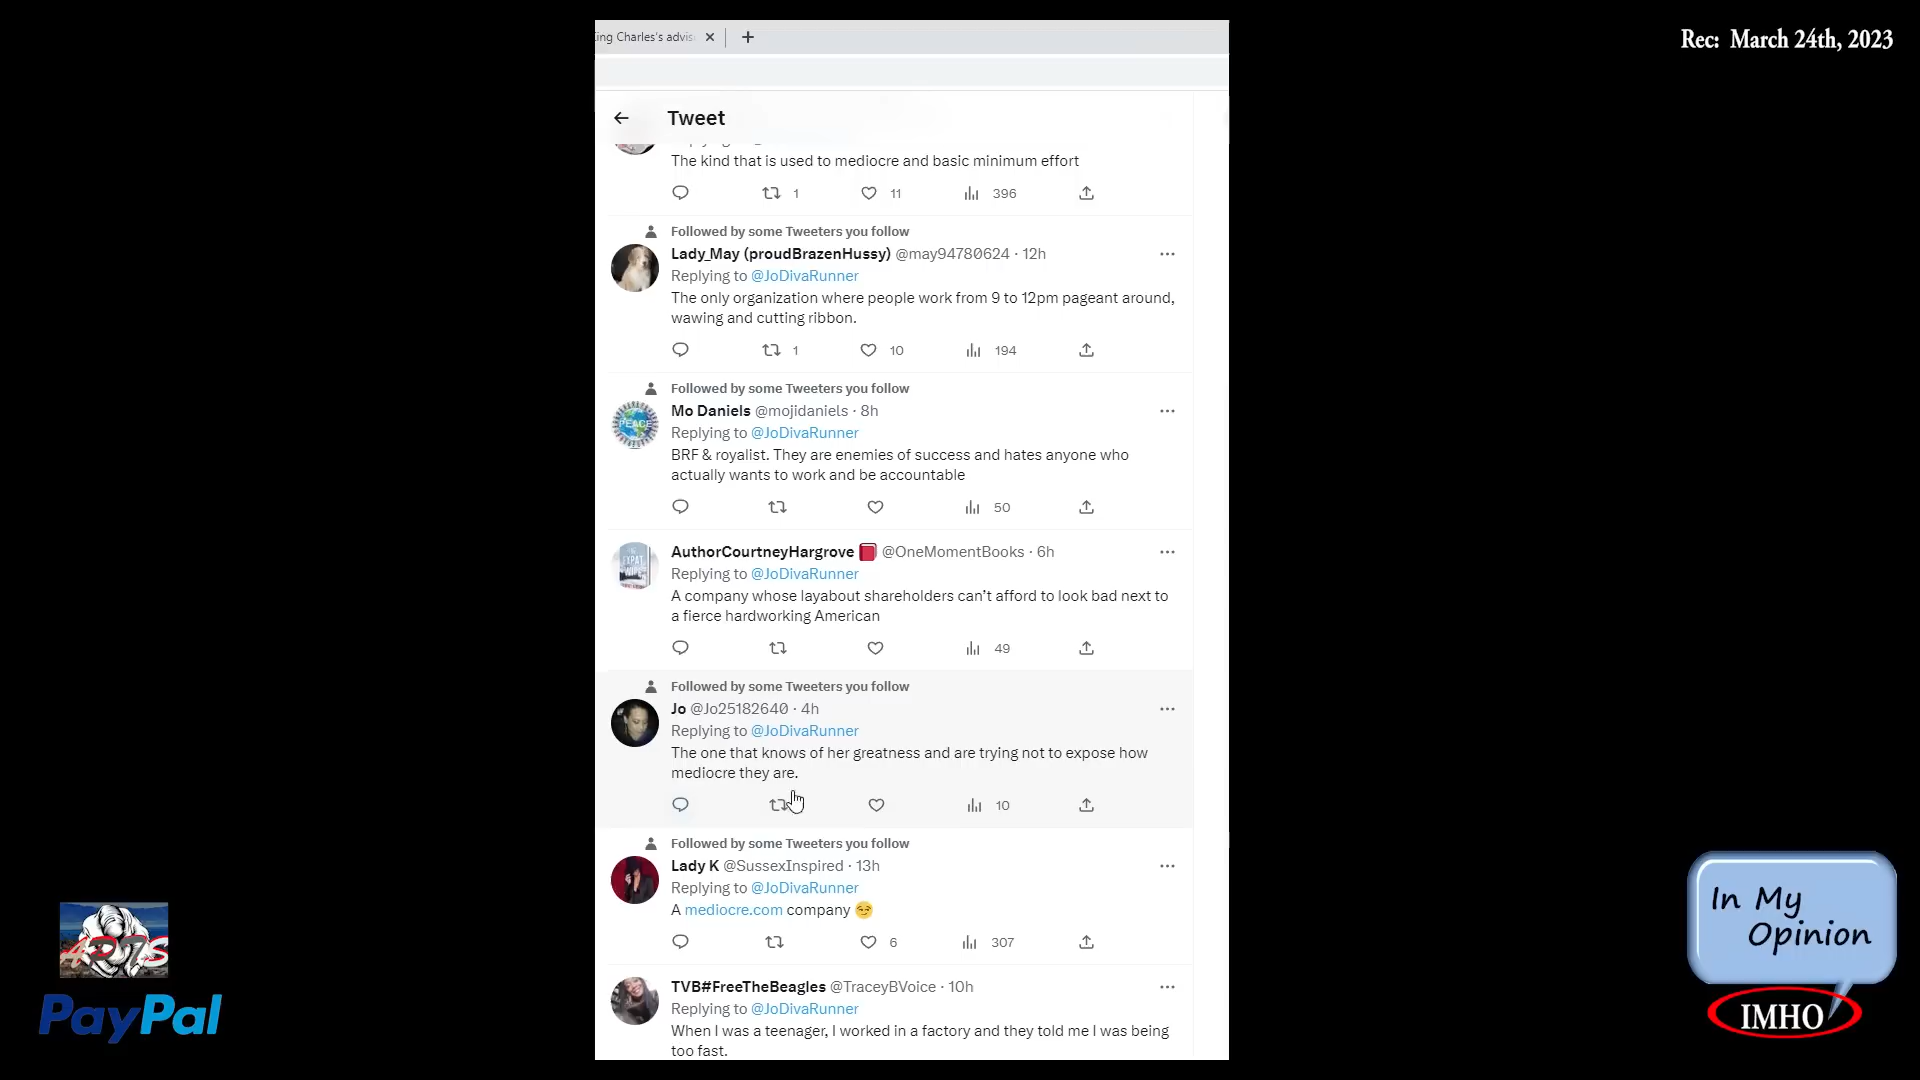 King Charles's advis
Rec: March 24th, 2023
Tweet
The kind that is used to mediocre and basic minimum effort
1 11 396
Followed by some Tweeters you follow
Lady_May (proudBrazenHussy) @may94780624 · 12h
Replying to @JoDivaRunner
The only organization where people work from 9 to 12pm pageant around,
wawing and cutting ribbon.
1 10 194
Followed by some Tweeters you follow
Mo Daniels @mojidaniels · 8h
PEACE
Replying to @JoDivaRunner
BRF & royalist. They are enemies of success and hates anyone who
actually wants to work and be accountable
50
AuthorCourtneyHargrove @OneMomentBooks · 6h
EXPAT
Replying to @JoDivaRunner
A company whose layabout shareholders can’t afford to look bad next to
a fierce hardworking American
49
Followed by some Tweeters you follow
Jo @Jo25182640 · 4h
Replying to @JoDivaRunner
The one that knows of her greatness and are trying not to expose how
mediocre they are.
10
Followed by some Tweeters you follow
Lady K @SussexInspired · 13h
Replying to @JoDivaRunner
A mediocre.com company
6 307
TVB#FreeTheBeagles @TraceyBVoice · 10h
Replying to @JoDivaRunner
When I was a teenager, I worked in a factory and they told me I was being
too fast.
PayPal
In My
Opinion
IMHO